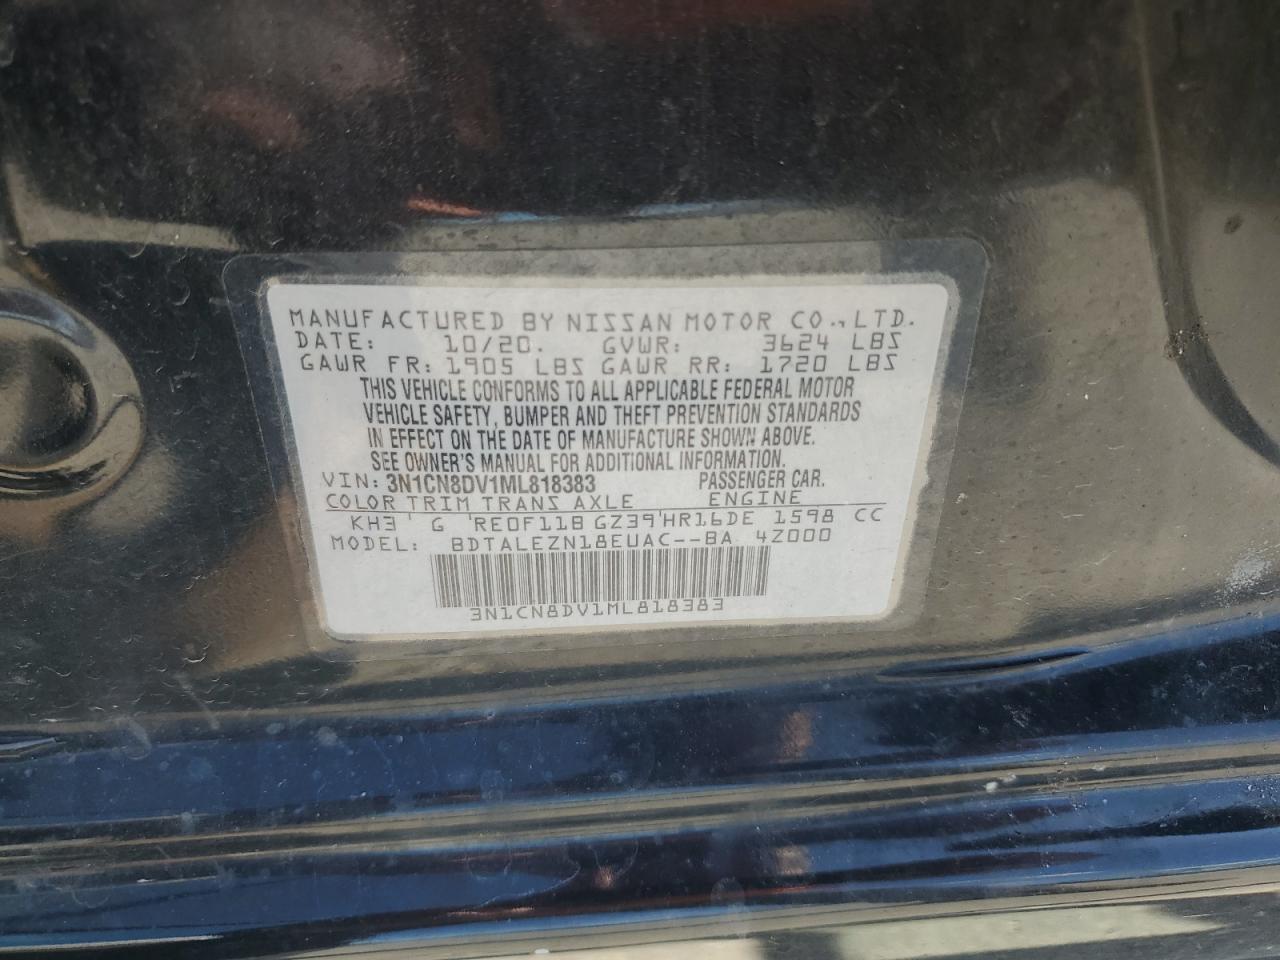 MANUFACTURED BY NISSAN MOTOR CO., LTD.
DATE: 10/20. GVWR: 3624 LBS
GAWR FR: 1905 LBS GAWR RR: 1720 LBS
THIS VEHICLE CONFORMS TO ALL APPLICABLE FEDERAL MOTOR
VEHICLE SAFETY, BUMPER AND THEFT PREVENTION STANDARDS
IN EFFECT ON THE DATE OF MANUFACTURE SHOWN ABOVE.
SEE OWNER'S MANUAL FOR ADDITIONAL INFORMATION.
VIN: 3N1CN8DV1ML818383 PASSENGER CAR.
COLOR TRIM TRANS AXLE ENGINE
KH3 G RE0F11B GZ39 HR16DE 1598 CC
MODEL: BDTALEZN18EUAC--BA 4Z000
3N1CN8DV1ML818383